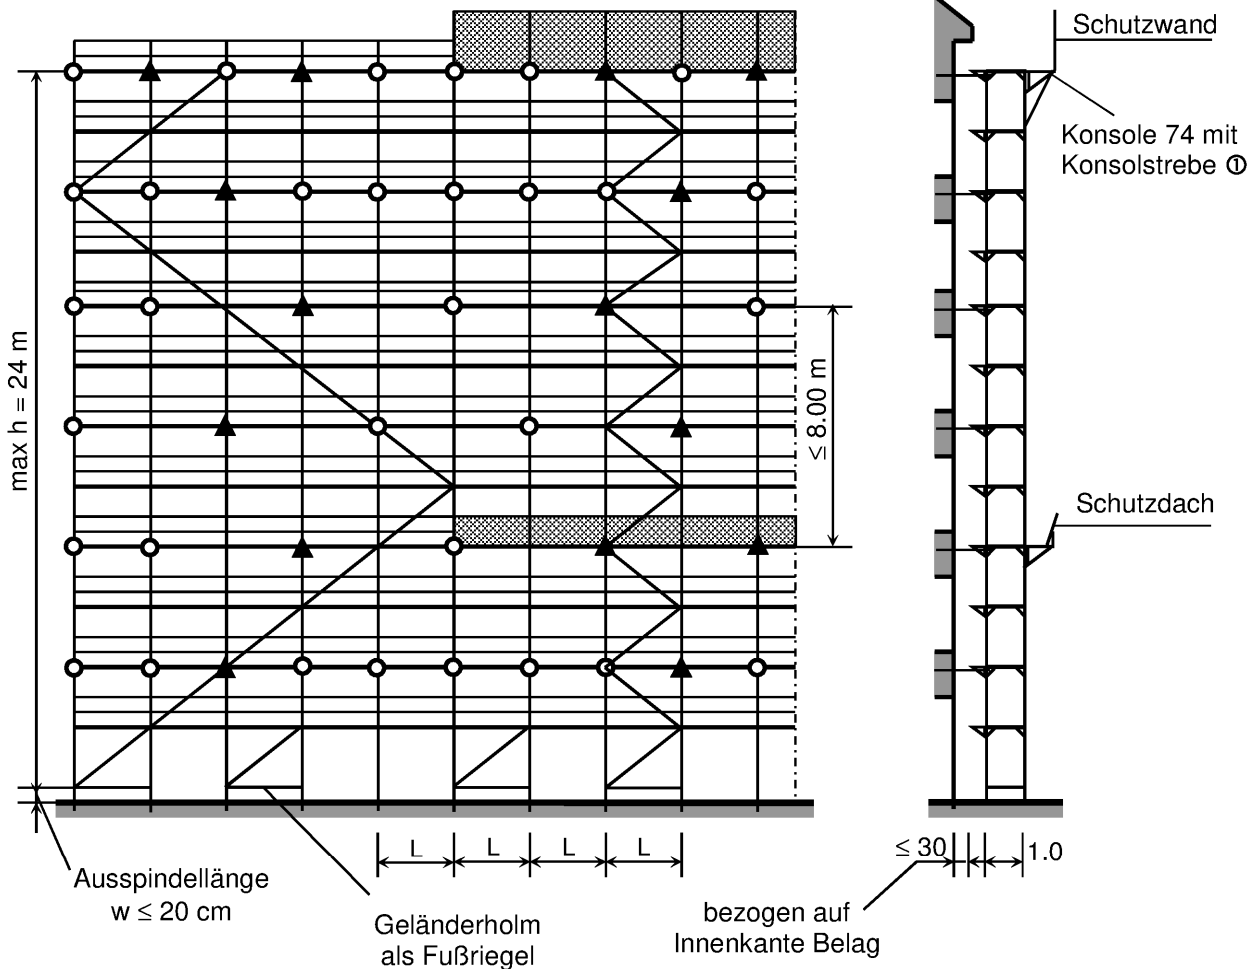 Schutzwand
Konsole 74 mit
Konsolstrebe ①
max h = 24 m
≤ 8.00 m
Schutzdach
L
L
L
L
≤ 30
1.0
Ausspindellänge
w ≤ 20 cm
Geländerholm
als Fußriegel
bezogen auf
Innenkante Belag